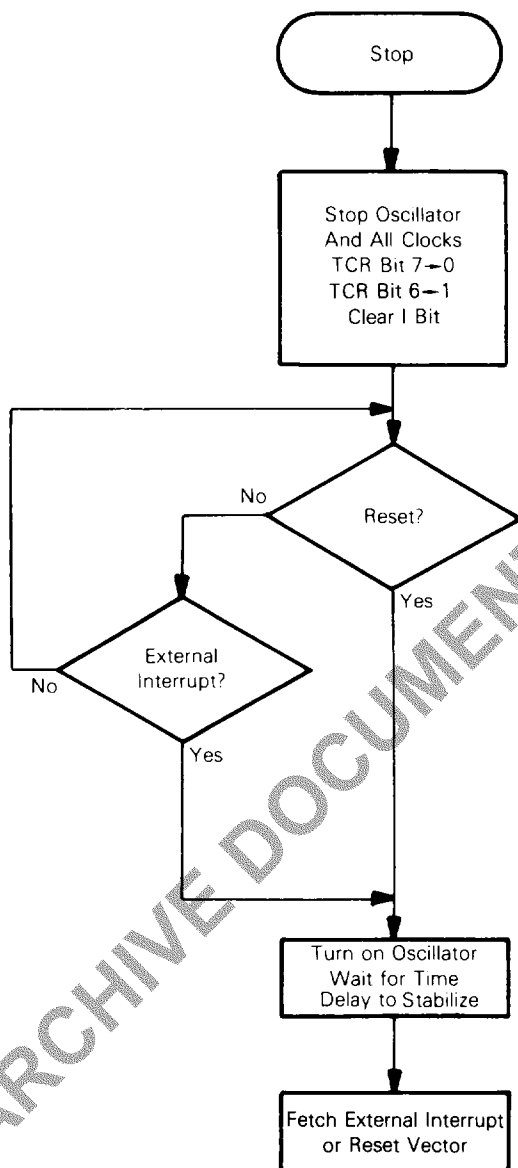 Stop
Stop Oscillator
And All Clocks
TCR Bit 7→0
TCR Bit 6→1
Clear I Bit
No
Reset?
Yes
External
Interrupt?
No
Yes
Turn on Oscillator
Wait for Time
Delay to Stabilize
Fetch External Interrupt
or Reset Vector
ARCHIVE DOCUMENT